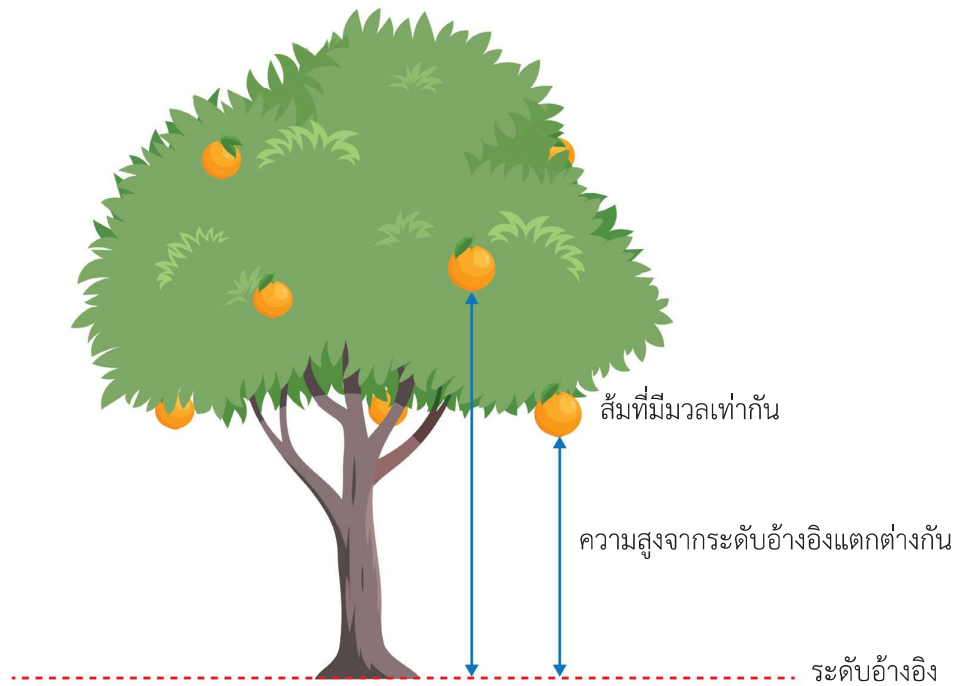 ส้มที่มีมวลเท่ากัน
ความสูงจากระดับอ้างอิงแตกต่างกัน
ระดับอ้างอิง